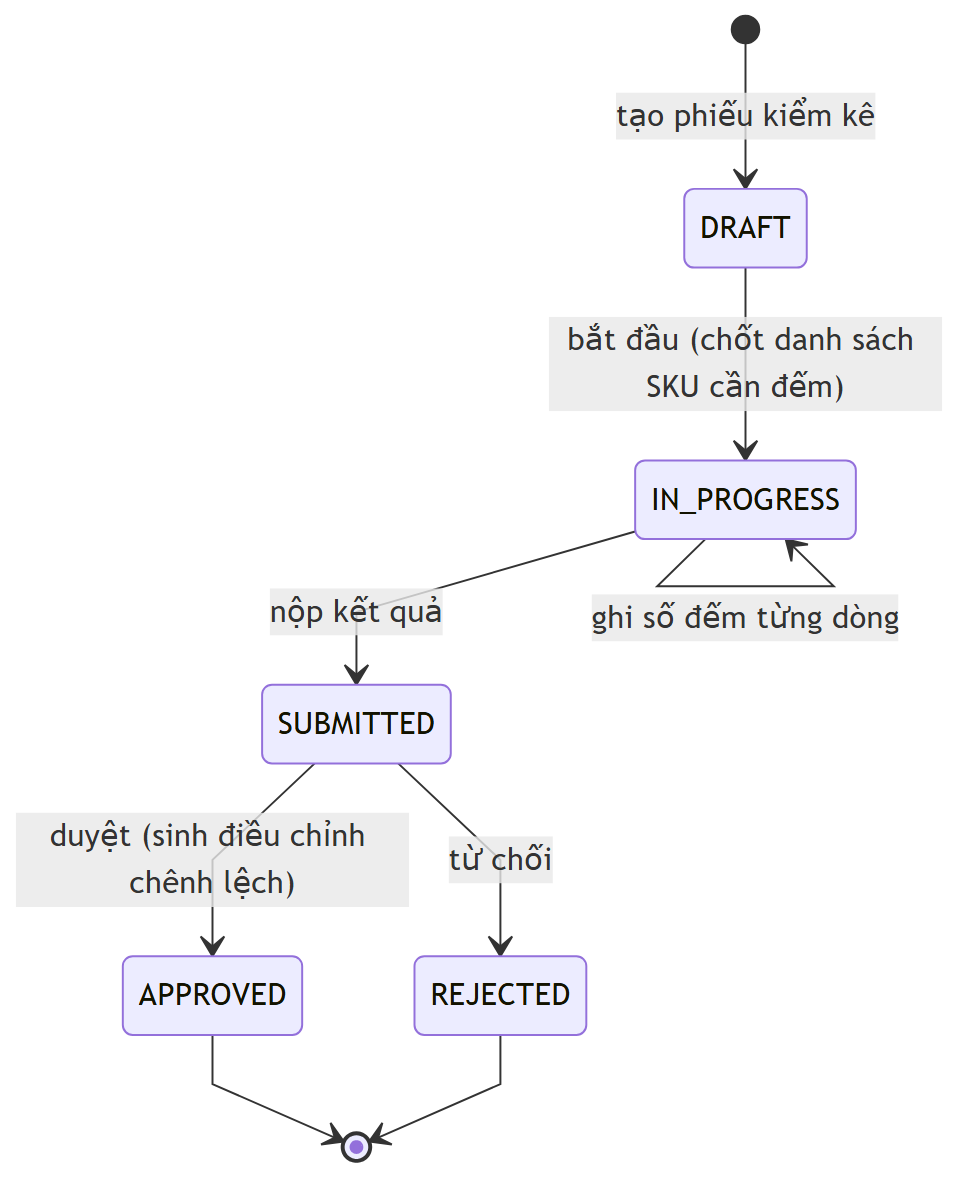 tạo phiếu kiểm kê
DRAFT
bắt đầu (chốt danh sách
SKU cần đếm)
IN_PROGRESS
nộp kết quả
ghi số đếm từng dòng
SUBMITTED
duyệt (sinh điều chỉnh
chênh lệch)
từ chối
APPROVED
REJECTED